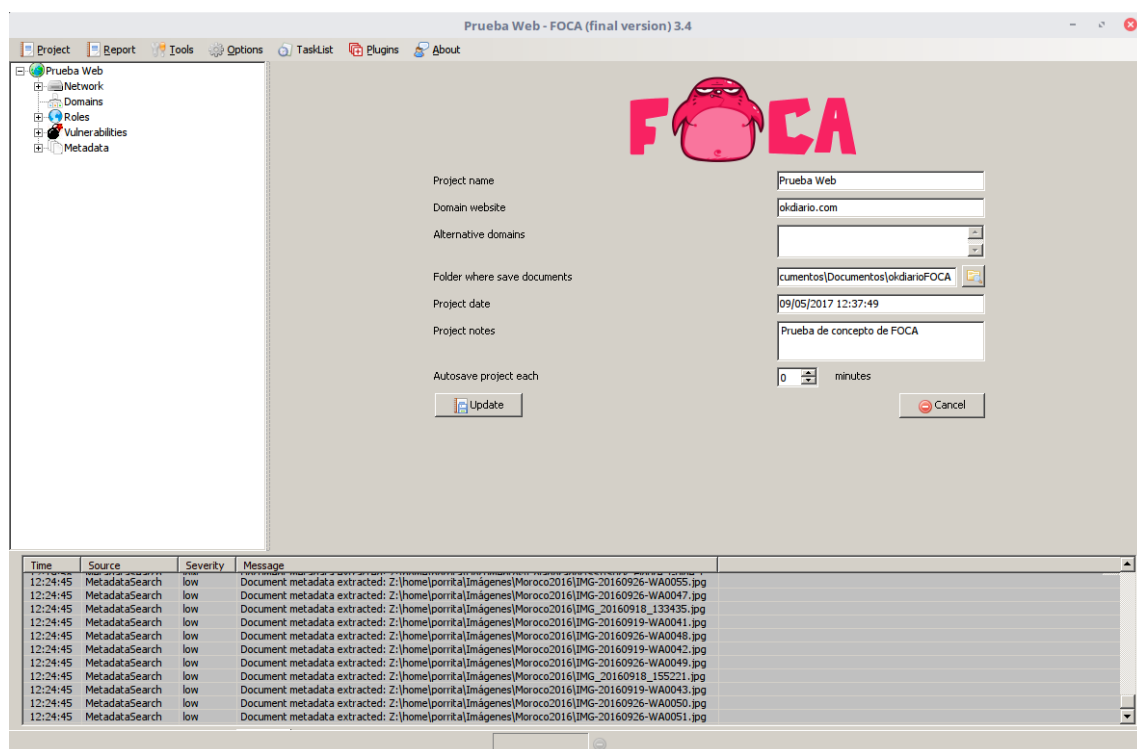 Prueba Web - FOCA (final version) 3.4
Project Report Tools Options TaskList Plugins About
Prueba Web
Network
Domains
Roles
Vulnerabilities
Metadata
FOCA
Project name Prueba Web
Domain website okdiario.com
Alternative domains
Folder where save documents cumentos\Documentos\okdiarioFOCA
Project date 09/05/2017 12:37:49
Project notes Prueba de concepto de FOCA
Autosave project each 0 minutes
Update Cancel
Time Source Severity Message
12:24:45 MetadataSearch low Document metadata extracted: Z:\home\porrita\Imágenes\Moroco2016\IMG-20160926-WA0055.jpg
12:24:45 MetadataSearch low Document metadata extracted: Z:\home\porrita\Imágenes\Moroco2016\IMG-20160926-WA0047.jpg
12:24:45 MetadataSearch low Document metadata extracted: Z:\home\porrita\Imágenes\Moroco2016\IMG_20160918_133435.jpg
12:24:45 MetadataSearch low Document metadata extracted: Z:\home\porrita\Imágenes\Moroco2016\IMG-20160919-WA0041.jpg
12:24:45 MetadataSearch low Document metadata extracted: Z:\home\porrita\Imágenes\Moroco2016\IMG-20160926-WA0048.jpg
12:24:45 MetadataSearch low Document metadata extracted: Z:\home\porrita\Imágenes\Moroco2016\IMG-20160919-WA0042.jpg
12:24:45 MetadataSearch low Document metadata extracted: Z:\home\porrita\Imágenes\Moroco2016\IMG-20160926-WA0049.jpg
12:24:45 MetadataSearch low Document metadata extracted: Z:\home\porrita\Imágenes\Moroco2016\IMG_20160918_155221.jpg
12:24:45 MetadataSearch low Document metadata extracted: Z:\home\porrita\Imágenes\Moroco2016\IMG-20160919-WA0043.jpg
12:24:45 MetadataSearch low Document metadata extracted: Z:\home\porrita\Imágenes\Moroco2016\IMG-20160926-WA0050.jpg
12:24:45 MetadataSearch low Document metadata extracted: Z:\home\porrita\Imágenes\Moroco2016\IMG-20160926-WA0051.jpg